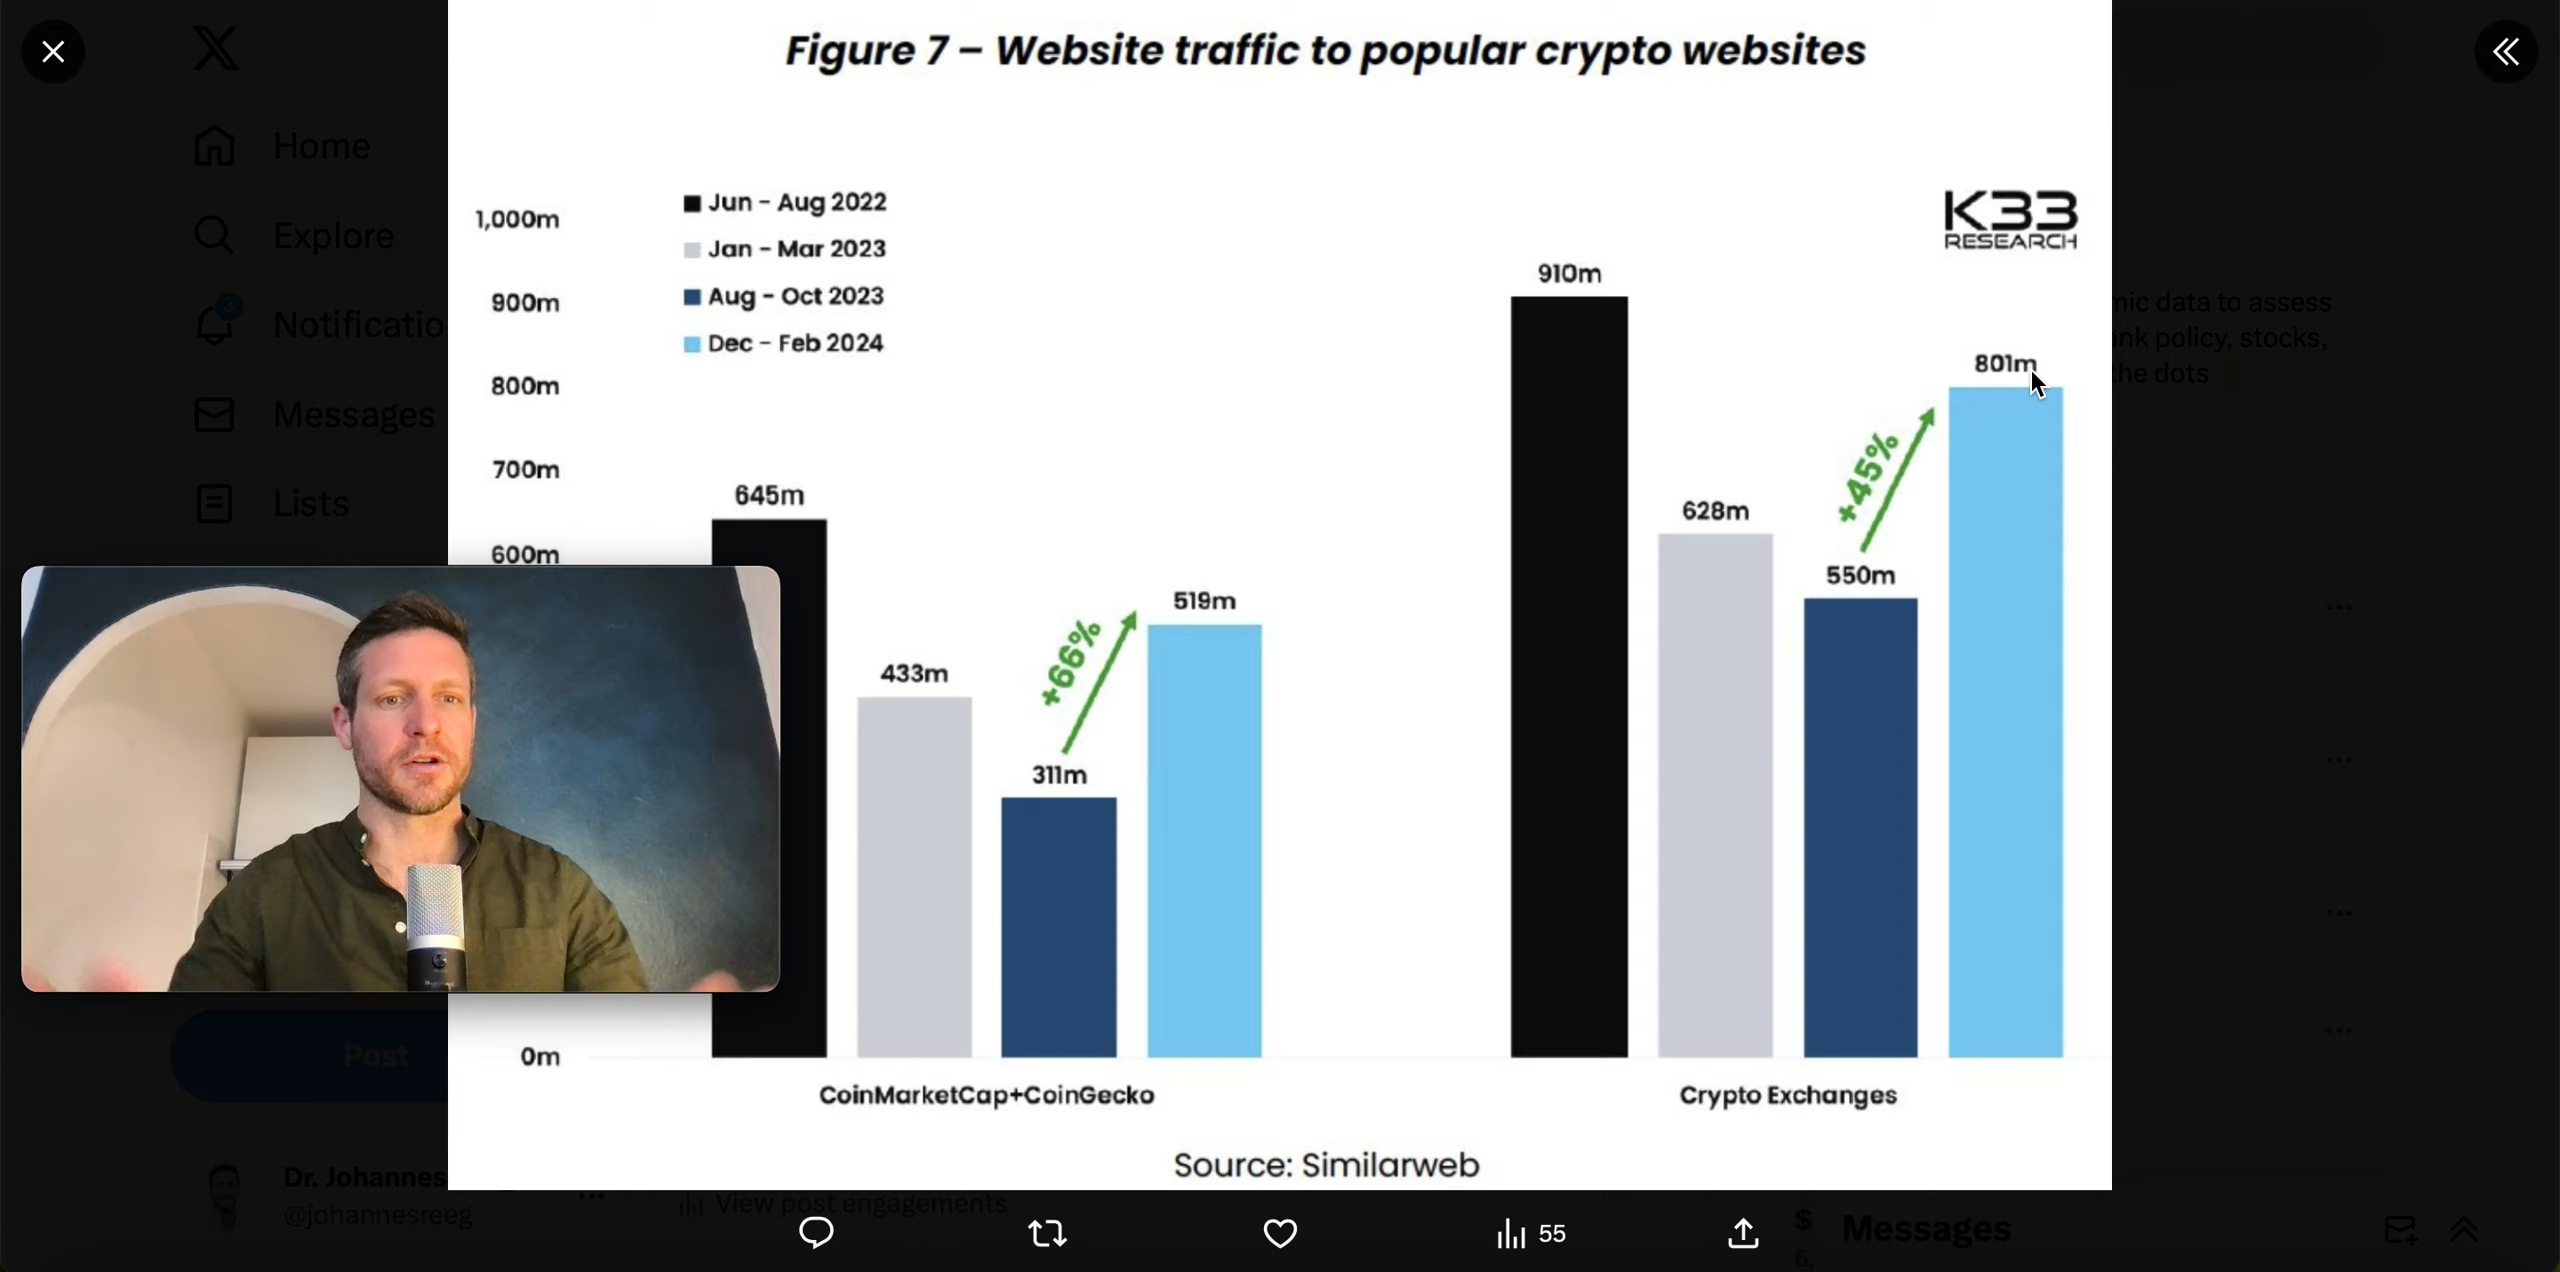 Figure 7 – Website traffic to popular crypto websites
Home
Explore
3
Notificatio
Messages
Lists
Post
Dr. Johannes
@johannesreeg
1,000m
900m
800m
700m
600m
0m
Jun - Aug 2022
Jan - Mar 2023
Aug - Oct 2023
Dec - Feb 2024
K33
RESEARCH
645m
433m
311m
+66%
519m
910m
628m
550m
+45%
801m
CoinMarketCap+CoinGecko
Crypto Exchanges
Source: Similarweb
mic data to assess
ank policy, stocks,
the dots
View post engagements
55
$
6,
Messages